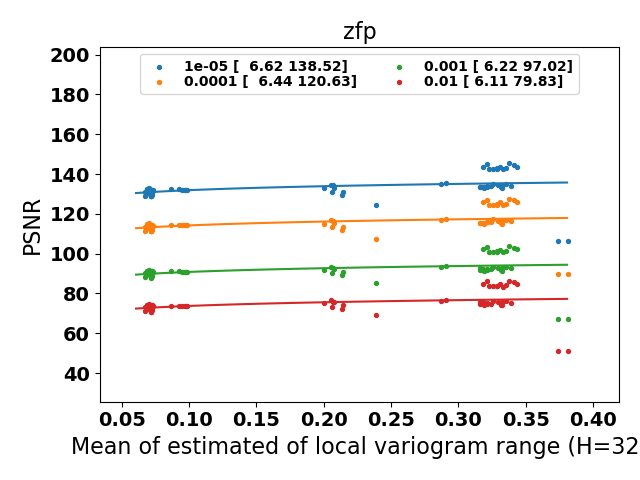 zfp
200
180
160
140
120
100
80
60
40
PSNR
1e-05 [  6.62 138.52]
0.0001 [  6.44 120.63]
0.001 [ 6.22 97.02]
0.01 [ 6.11 79.83]
0.05 0.10 0.15 0.20 0.25 0.30 0.35 0.40
Mean of estimated of local variogram range (H=32